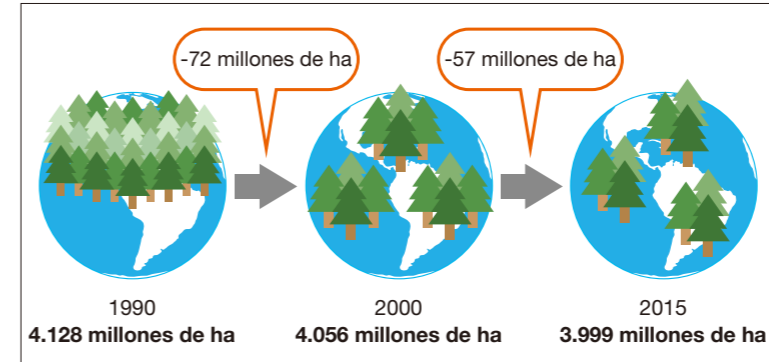 -72 millones de ha
-57 millones de ha
1990
4.128 millones de ha
2000
4.056 millones de ha
2015
3.999 millones de ha